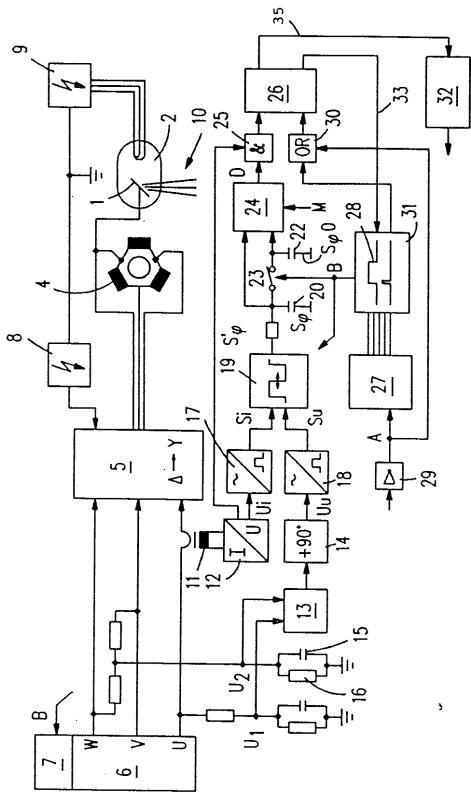 7
B
6
W
V
U
8
9
5
Δ → Y
4
1
2
10
U₂
U₁
15
16
13
+90°
14
11
I
U
12
Ui
Uu
17
18
Si
Su
19
S'φ
Sφ
20
23
22
SφO
B
24
M
D
&
25
26
OR
30
33
35
32
28
31
27
A
29